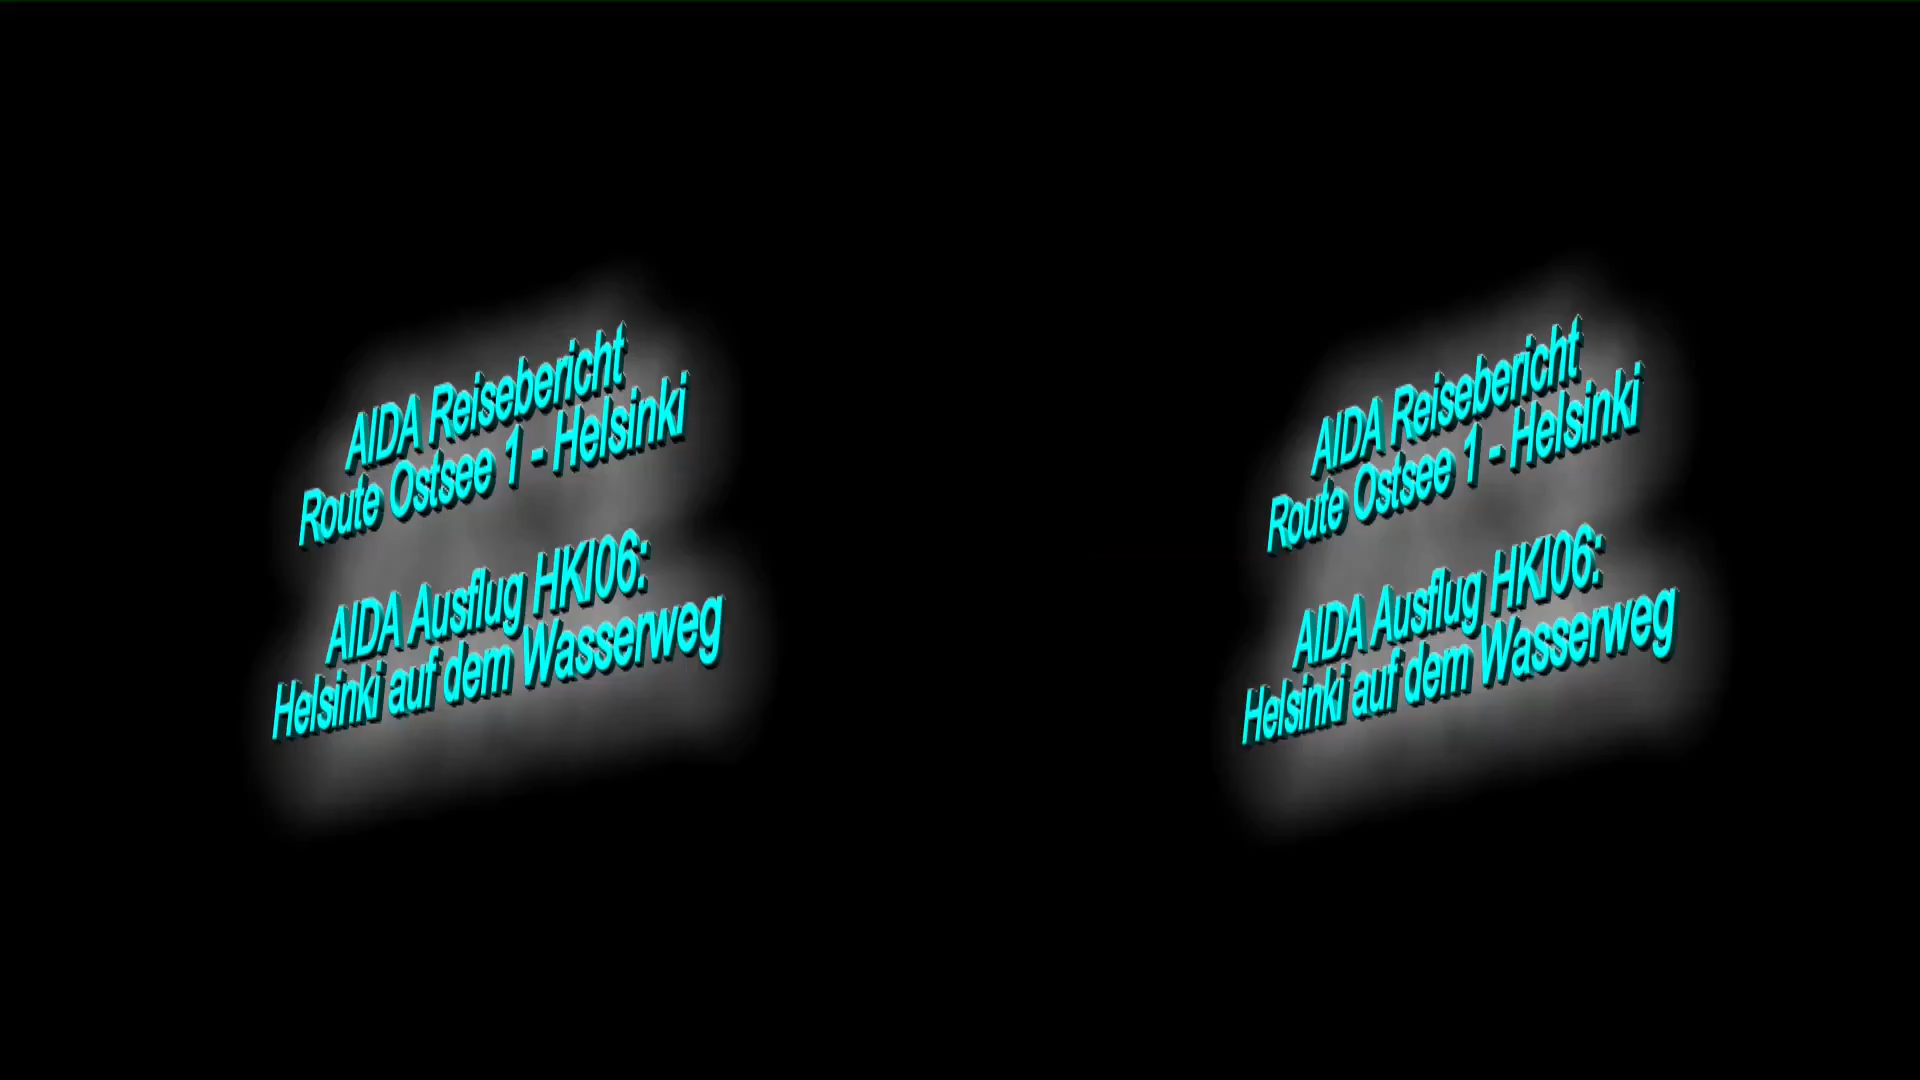 AIDA Reisebericht
Route Ostsee 1 - Helsinki
AIDA Ausflug HKI06:
Helsinki auf dem Wasserweg
AIDA Reisebericht
Route Ostsee 1 - Helsinki
AIDA Ausflug HKI06:
Helsinki auf dem Wasserweg